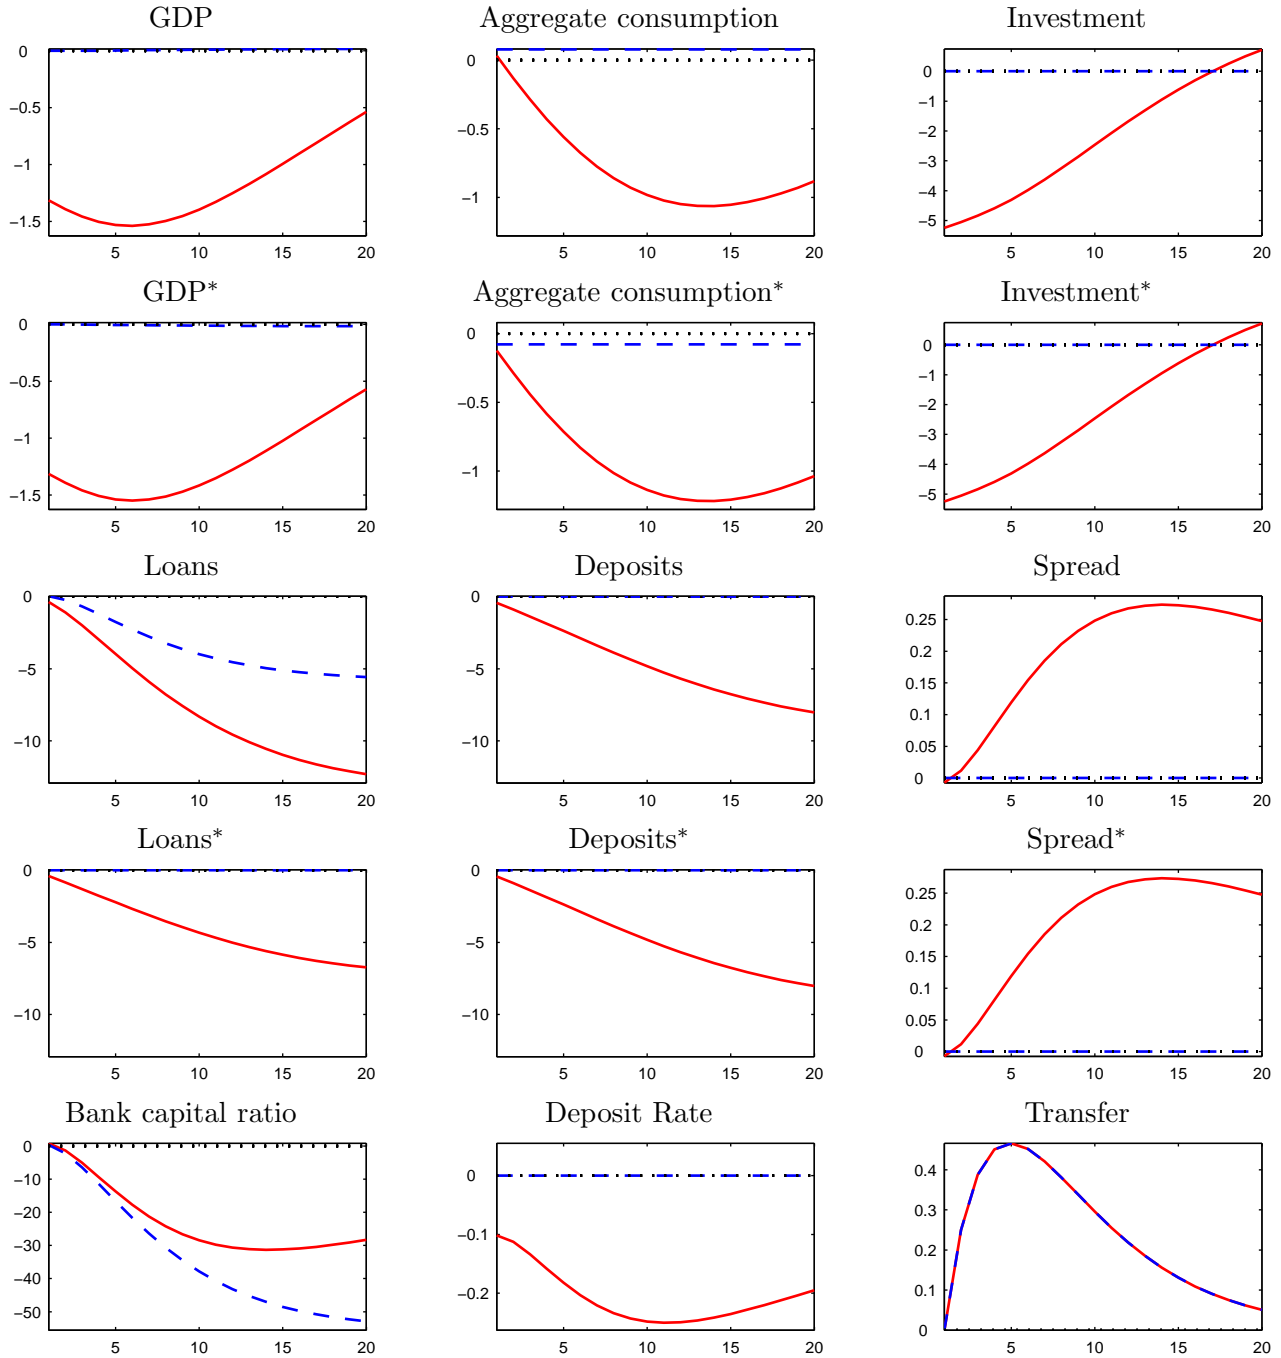 GDP
Aggregate consumption
Investment
0
−0.5
−1
−1.5
5 10 15 20
0
−0.5
−1
5 10 15 20
0
−1
−2
−3
−4
−5
5 10 15 20
GDP*
Aggregate consumption*
Investment*
0
−0.5
−1
−1.5
5 10 15 20
0
−0.5
−1
5 10 15 20
0
−1
−2
−3
−4
−5
5 10 15 20
Loans
Deposits
Spread
0
−5
−10
5 10 15 20
0
−5
−10
5 10 15 20
0.25
0.2
0.15
0.1
0.05
0
5 10 15 20
Loans*
Deposits*
Spread*
0
−5
−10
5 10 15 20
0
−5
−10
5 10 15 20
0.25
0.2
0.15
0.1
0.05
0
5 10 15 20
Bank capital ratio
Deposit Rate
Transfer
0
−10
−20
−30
−40
−50
5 10 15 20
0
−0.1
−0.2
5 10 15 20
0.4
0.3
0.2
0.1
0
5 10 15 20